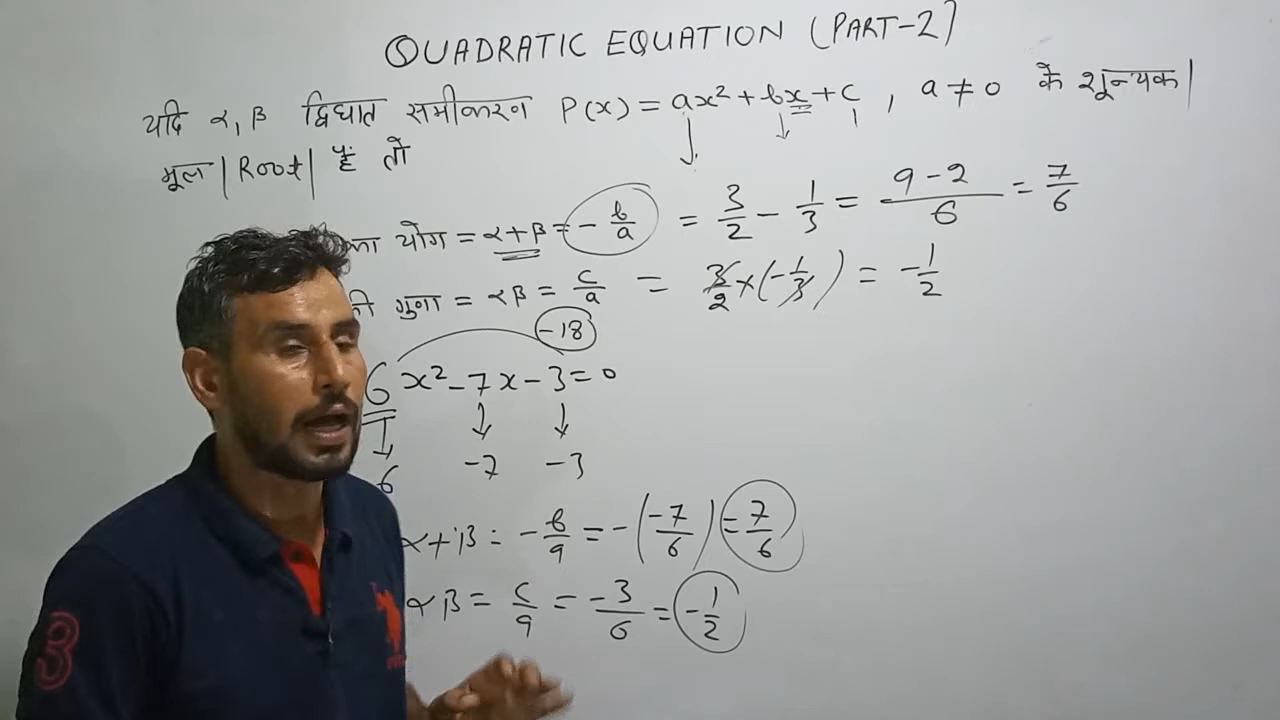 QUADRATIC EQUATION (PART-2)
यदि α, β द्विघात समीकरण P(x) = ax² + bx + c , a ≠ 0 के शून्यक|
मूल |Root| हैं तो
का योग = α+β = -b/a = 3/2 - 1/3 = (9-2)/6 = 7/6
गुना = αβ = c/a = 3/2 × (-1/3) = -1/2
-18
6x² - 7x - 3 = 0
6 -7 -3
α+β = -b/a = -(-7/6) = 7/6
αβ = c/a = -3/6 = -1/2
3